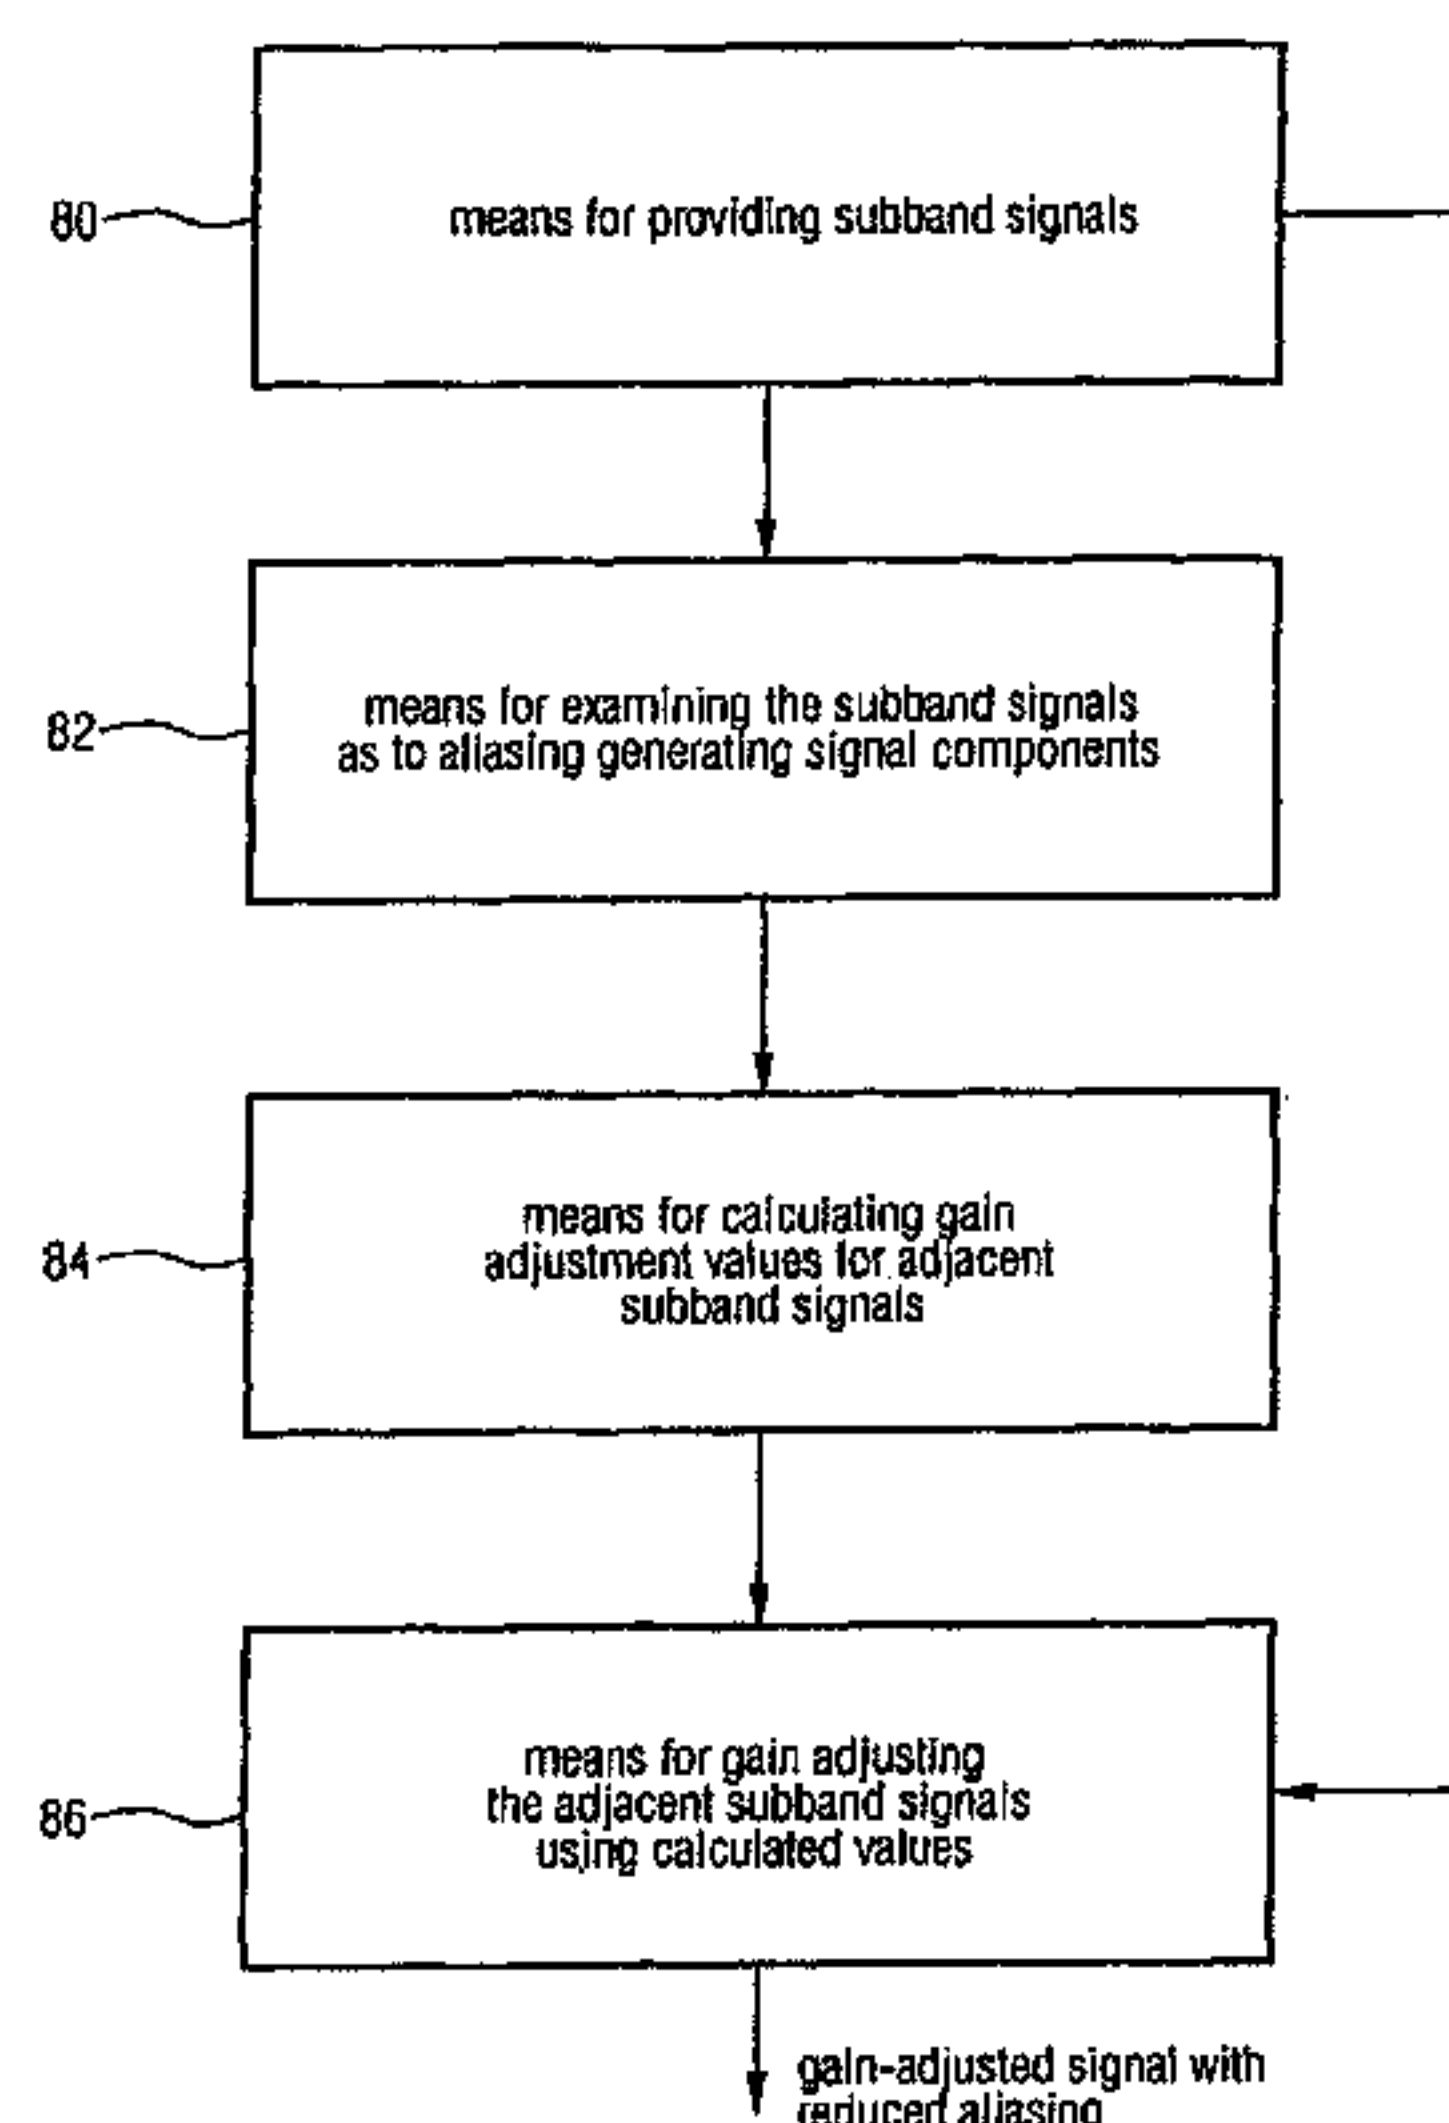 80
means for providing subband signals
82
means for examining the subband signals
as to aliasing generating signal components
84
means for calculating gain
adjustment values for adjacent
subband signals
86
means for gain adjusting
the adjacent subband signals
using calculated values
gain-adjusted signal with
reduced aliasing